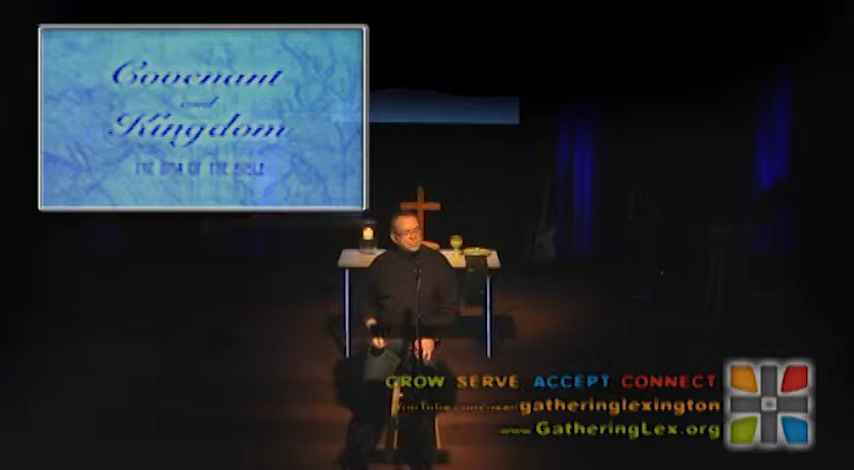 Covenant
and
Kingdom
THE DNA OF THE BIBLE
GROW SERVE ACCEPT CONNECT
gatheringlexington
www.GatheringLex.org